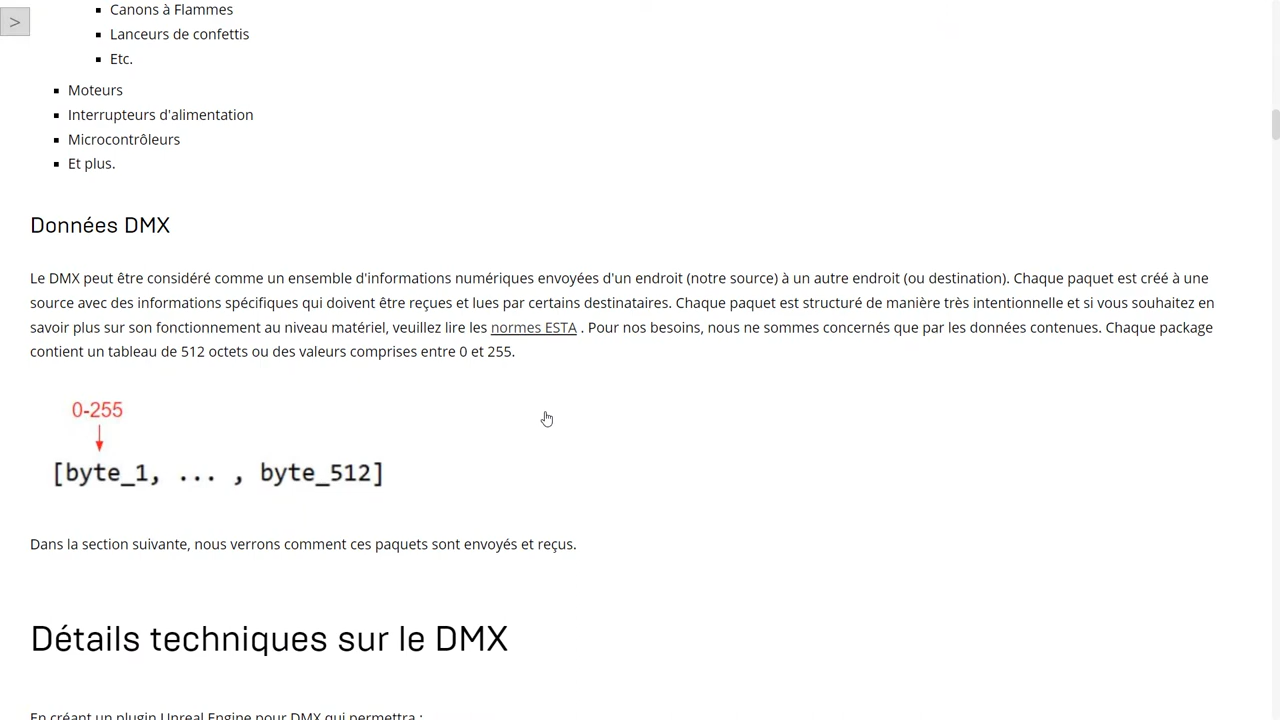 >
Canons à Flammes
Lanceurs de confettis
Etc.
Moteurs
Interrupteurs d'alimentation
Microcontrôleurs
Et plus.
Données DMX
Le DMX peut être considéré comme un ensemble d'informations numériques envoyées d'un endroit (notre source) à un autre endroit (ou destination). Chaque paquet est créé à une
source avec des informations spécifiques qui doivent être reçues et lues par certains destinataires. Chaque paquet est structuré de manière très intentionnelle et si vous souhaitez en
savoir plus sur son fonctionnement au niveau matériel, veuillez lire les normes ESTA . Pour nos besoins, nous ne sommes concernés que par les données contenues. Chaque package
contient un tableau de 512 octets ou des valeurs comprises entre 0 et 255.
0-255
[byte_1, ... , byte_512]
Dans la section suivante, nous verrons comment ces paquets sont envoyés et reçus.
Détails techniques sur le DMX
En créant un plugin Unreal Engine pour DMX qui permettra :